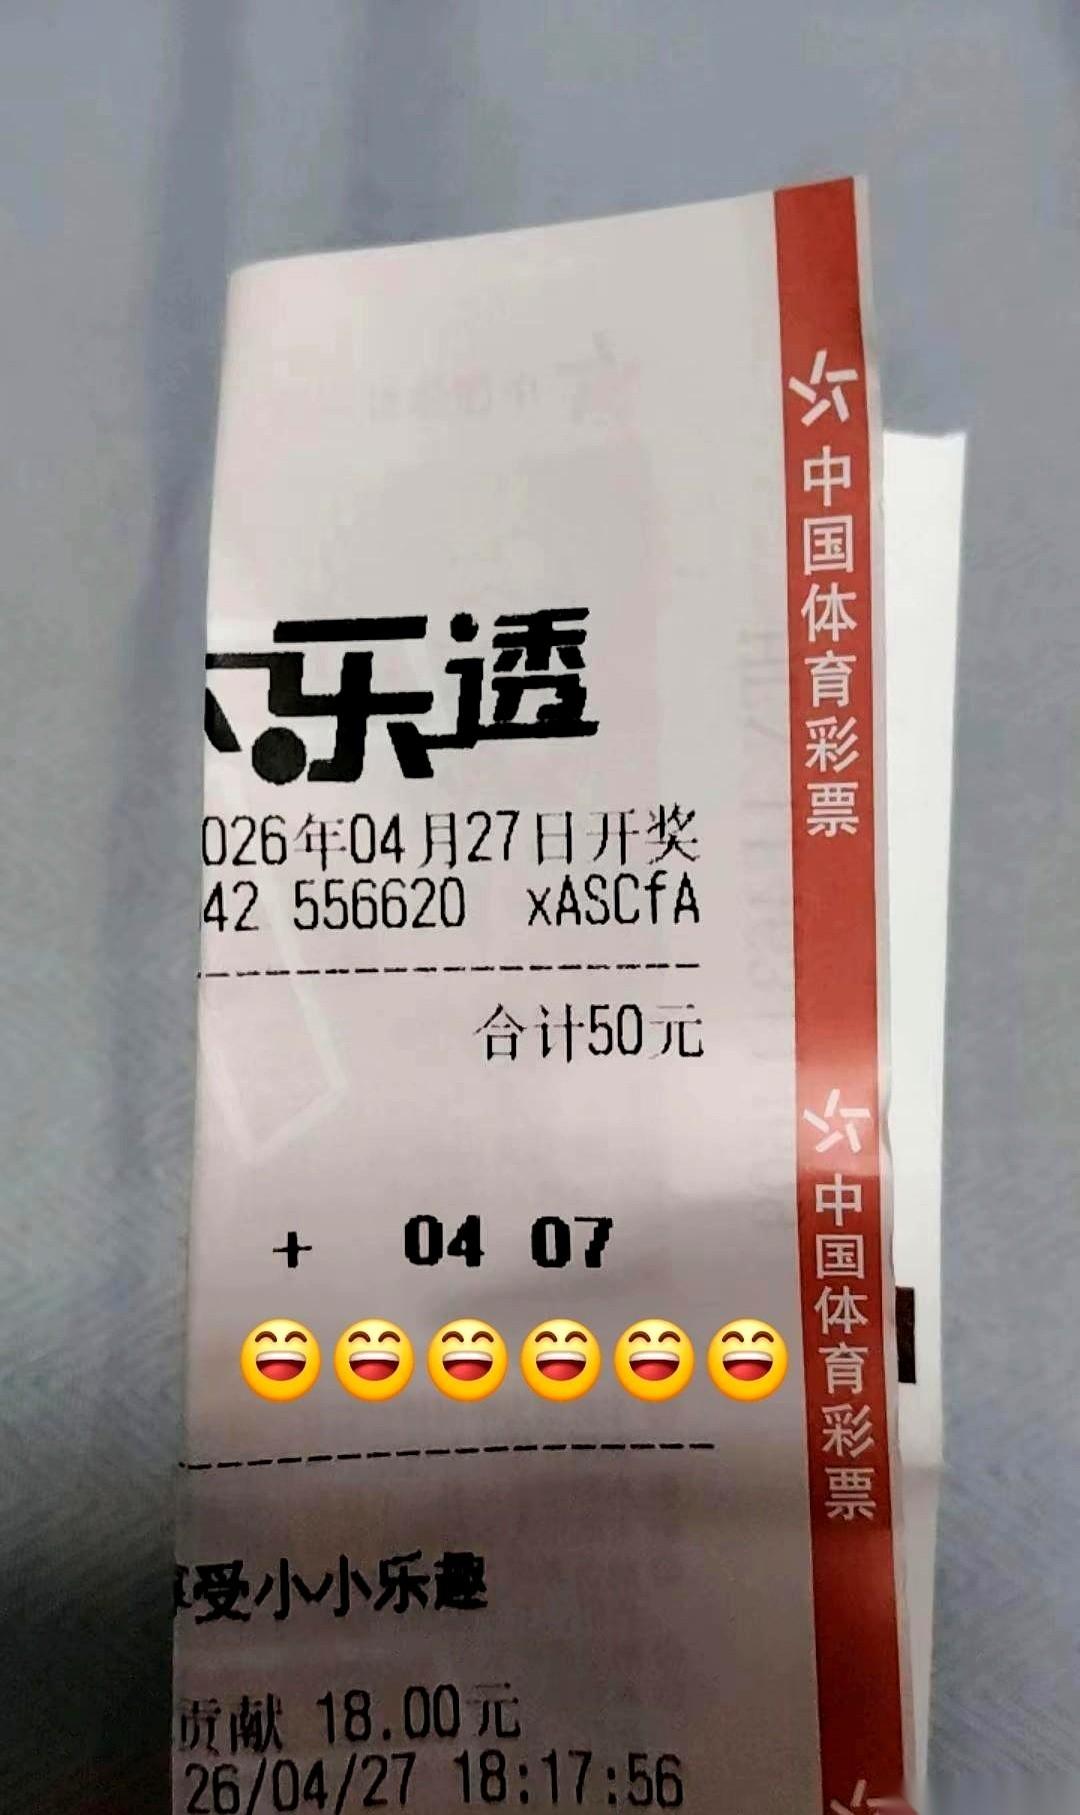 乐透
026年04月27日开奖
42 556620 xASCfA
合计50元
+ 04 07
受小小乐趣
贡献 18.00元
26/04/27 18:17:56
中国体育彩票
中国体育彩票